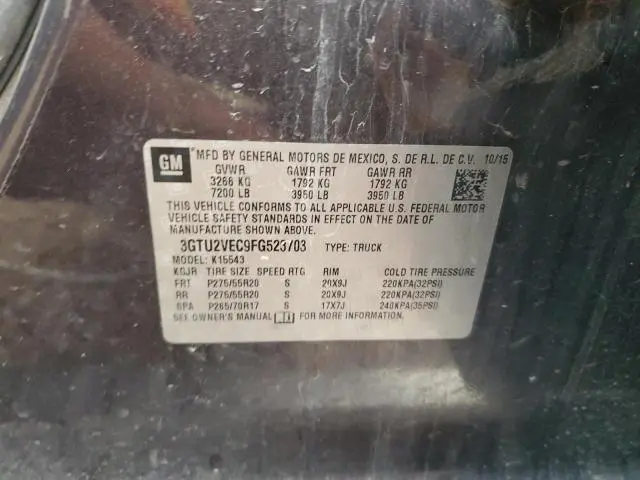 GM
MFD BY GENERAL MOTORS DE MEXICO, S. DE R.L. DE C.V. 10/15
GVWR GAWR FRT GAWR RR
3266 KG 1792 KG 1792 KG
7200 LB 3950 LB 3950 LB
THIS VEHICLE CONFORMS TO ALL APPLICABLE U.S. FEDERAL MOTOR
VEHICLE SAFETY STANDARDS IN EFFECT ON THE DATE OF
MANUFACTURE SHOWN ABOVE.
TYPE: TRUCK
MODEL: K15543
KGJR TIRE SIZE SPEED RTG RIM COLD TIRE PRESSURE
FRT P275/55R20 S 20X9J 220KPA(32PSI)
RR P275/55R20 S 20X9J 220KPA(32PSI)
SPA P265/70R17 S 17X7J 240KPA(35PSI)
SEE OWNER'S MANUAL FOR MORE INFORMATION.